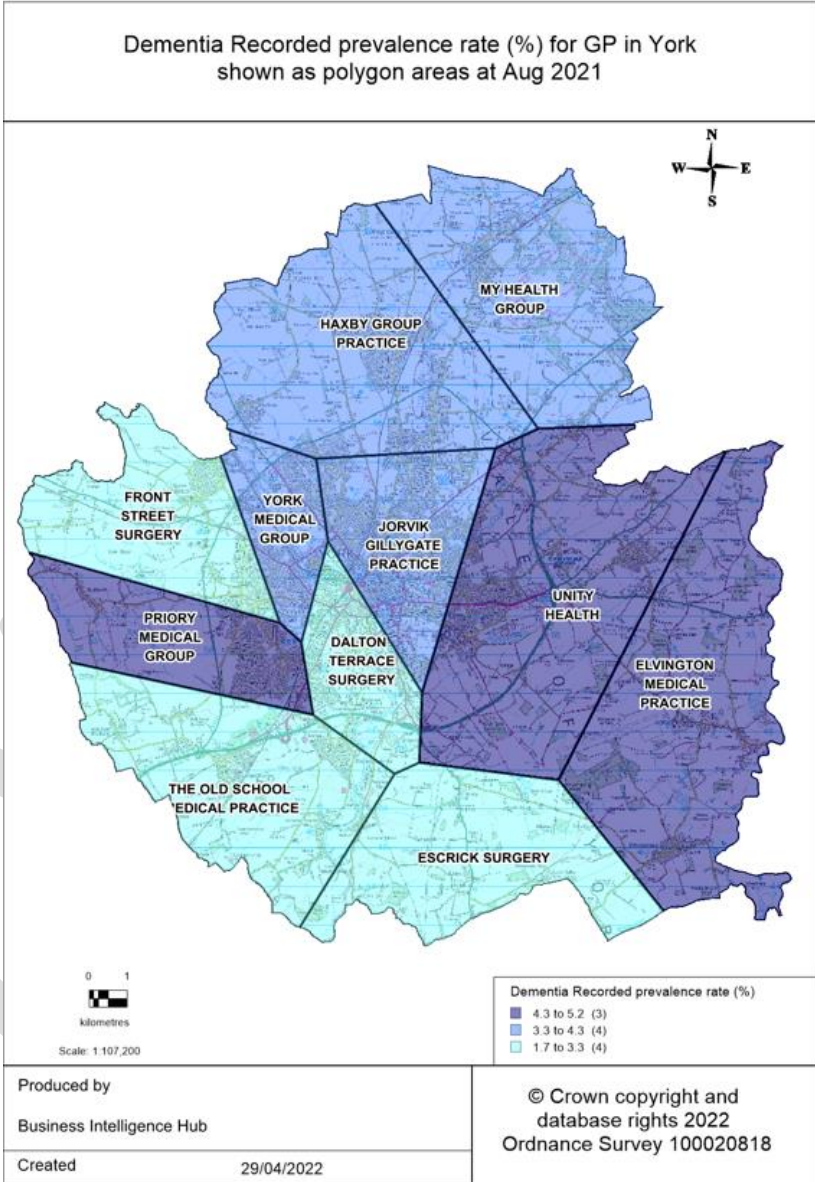 Dementia Recorded prevalence rate (%) for GP in York
shown as polygon areas at Aug 2021
N
W E
S
MY HEALTH
GROUP
HAXBY GROUP
PRACTICE
FRONT
STREET
SURGERY
YORK
MEDICAL
GROUP
JORVIK
GILLYGATE
PRACTICE
UNITY
HEALTH
PRIORY
MEDICAL
GROUP
DALTON
TERRACE
SURGERY
ELVINGTON
MEDICAL
PRACTICE
THE OLD SCHOOL
EDICAL PRACTICE
ESCRICK SURGERY
0 1
kilometres
Scale: 1:107,200
Dementia Recorded prevalence rate (%)
4.3 to 5.2 (3)
3.3 to 4.3 (4)
1.7 to 3.3 (4)
Produced by
Business Intelligence Hub
Created 29/04/2022
© Crown copyright and
database rights 2022
Ordnance Survey 100020818